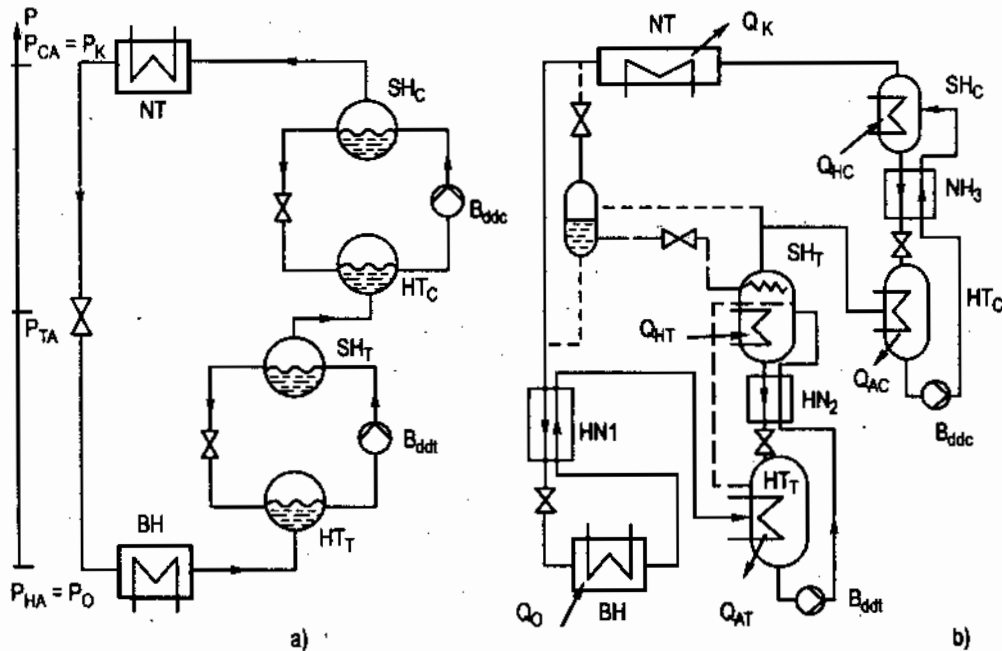 P
P_CA = P_K
NT
SH_C
B_ddc
HT_C
P_TA
SH_T
B_ddt
HT_T
BH
P_HA = P_O
a)
NT
Q_K
SH_C
Q_HC
NH_3
SH_T
HT_C
Q_HT
Q_AC
HN_2
HN1
B_ddc
HT_T
Q_O
BH
Q_AT
B_ddt
b)